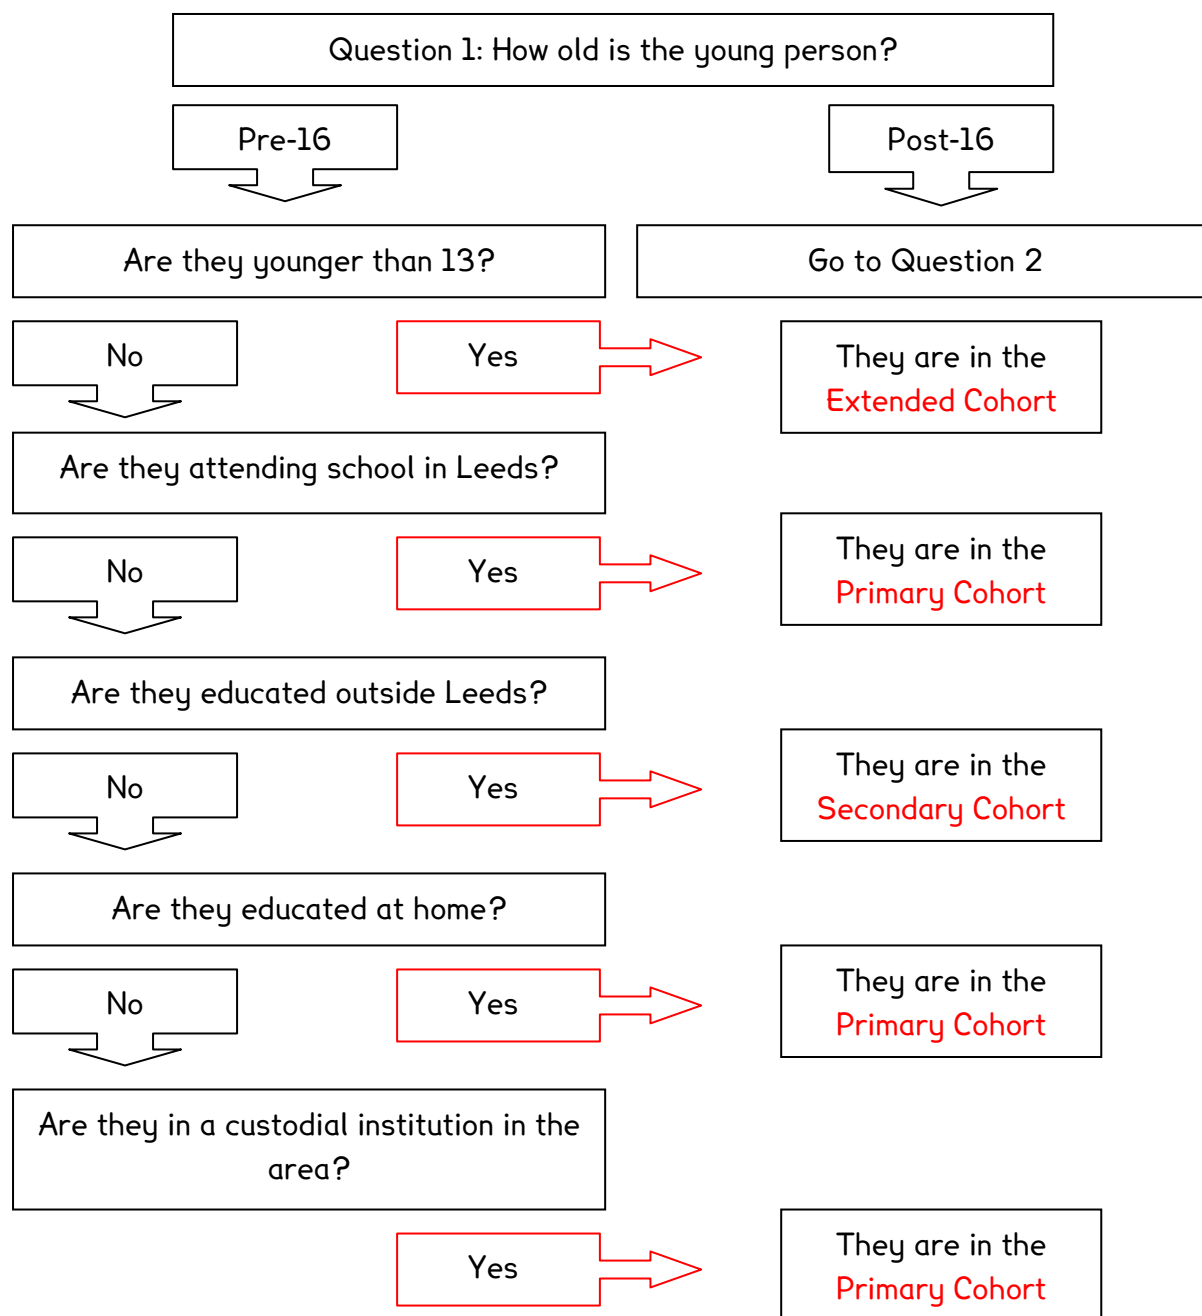 Question 1: How old is the young person?
Pre-16
Post-16
Are they younger than 13?
Go to Question 2
No
Yes
They are in the
Extended Cohort
Are they attending school in Leeds?
No
Yes
They are in the
Primary Cohort
Are they educated outside Leeds?
No
Yes
They are in the
Secondary Cohort
Are they educated at home?
No
Yes
They are in the
Primary Cohort
Are they in a custodial institution in the
area?
Yes
They are in the
Primary Cohort